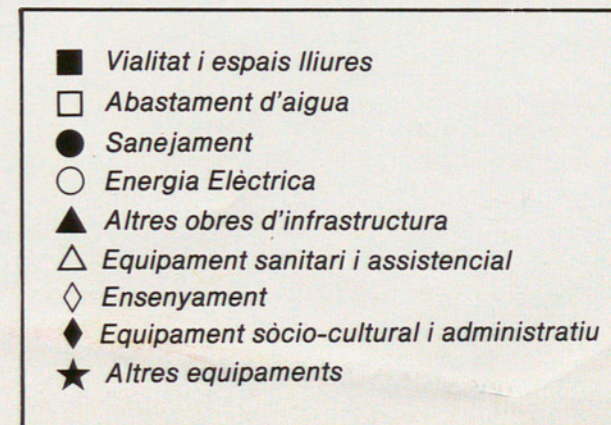 Vialitat i espais lliures
Abastament d'aigua
Sanejament
Energia Elèctrica
Altres obres d'infrastructura
Equipament sanitari i assistencial
Ensenyament
Equipament sòcio-cultural i administratiu
Altres equipaments